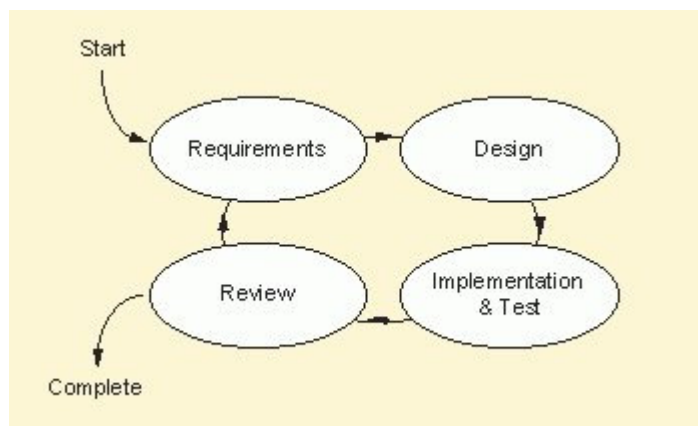 Start
Requirements
Design
Review
Implementation
& Test
Complete